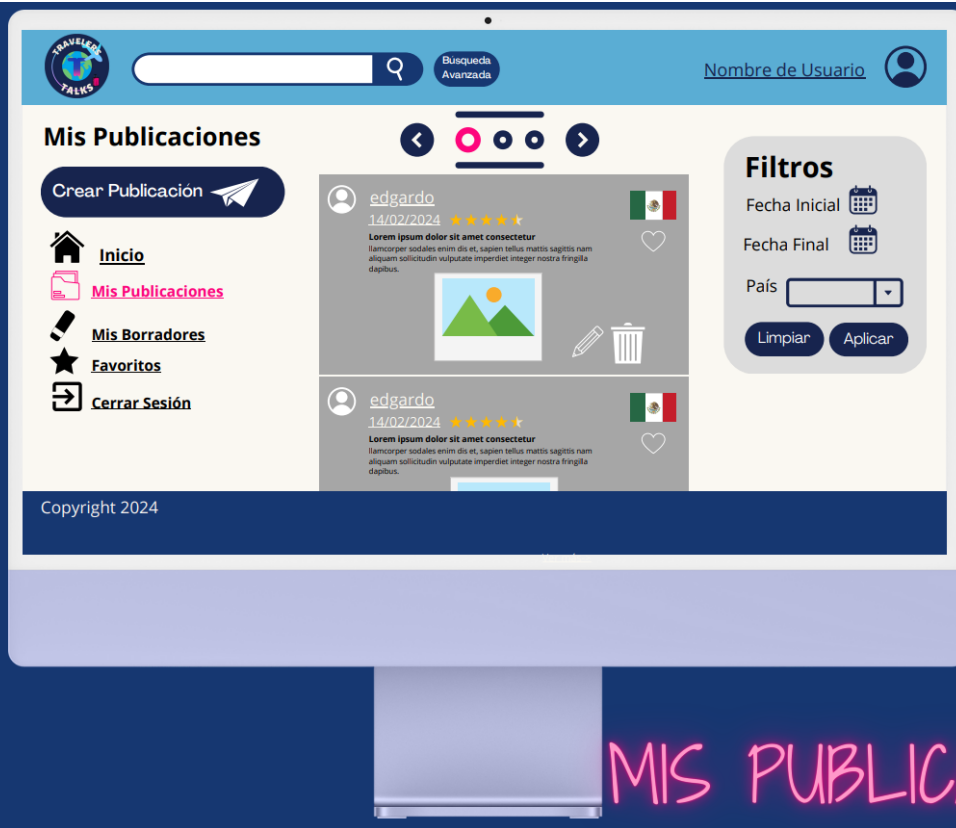 TRAVELERS
TALKS
Búsqueda
Avanzada
Nombre de Usuario
Mis Publicaciones
Crear Publicación
Inicio
Mis Publicaciones
Mis Borradores
Favoritos
Cerrar Sesión
edgardo
14/02/2024
Lorem ipsum dolor sit amet consectetur
llamcorper sodales enim dis et, sapien tellus mattis sagittis nam
aliquam sollicitudin vulputate imperdiet integer nostra fringilla
dapibus.
edgardo
14/02/2024
Lorem ipsum dolor sit amet consectetur
llamcorper sodales enim dis et, sapien tellus mattis sagittis nam
aliquam sollicitudin vulputate imperdiet integer nostra fringilla
dapibus.
Filtros
Fecha Inicial
Fecha Final
País
Limpiar
Aplicar
Copyright 2024
MIS PUBLIC